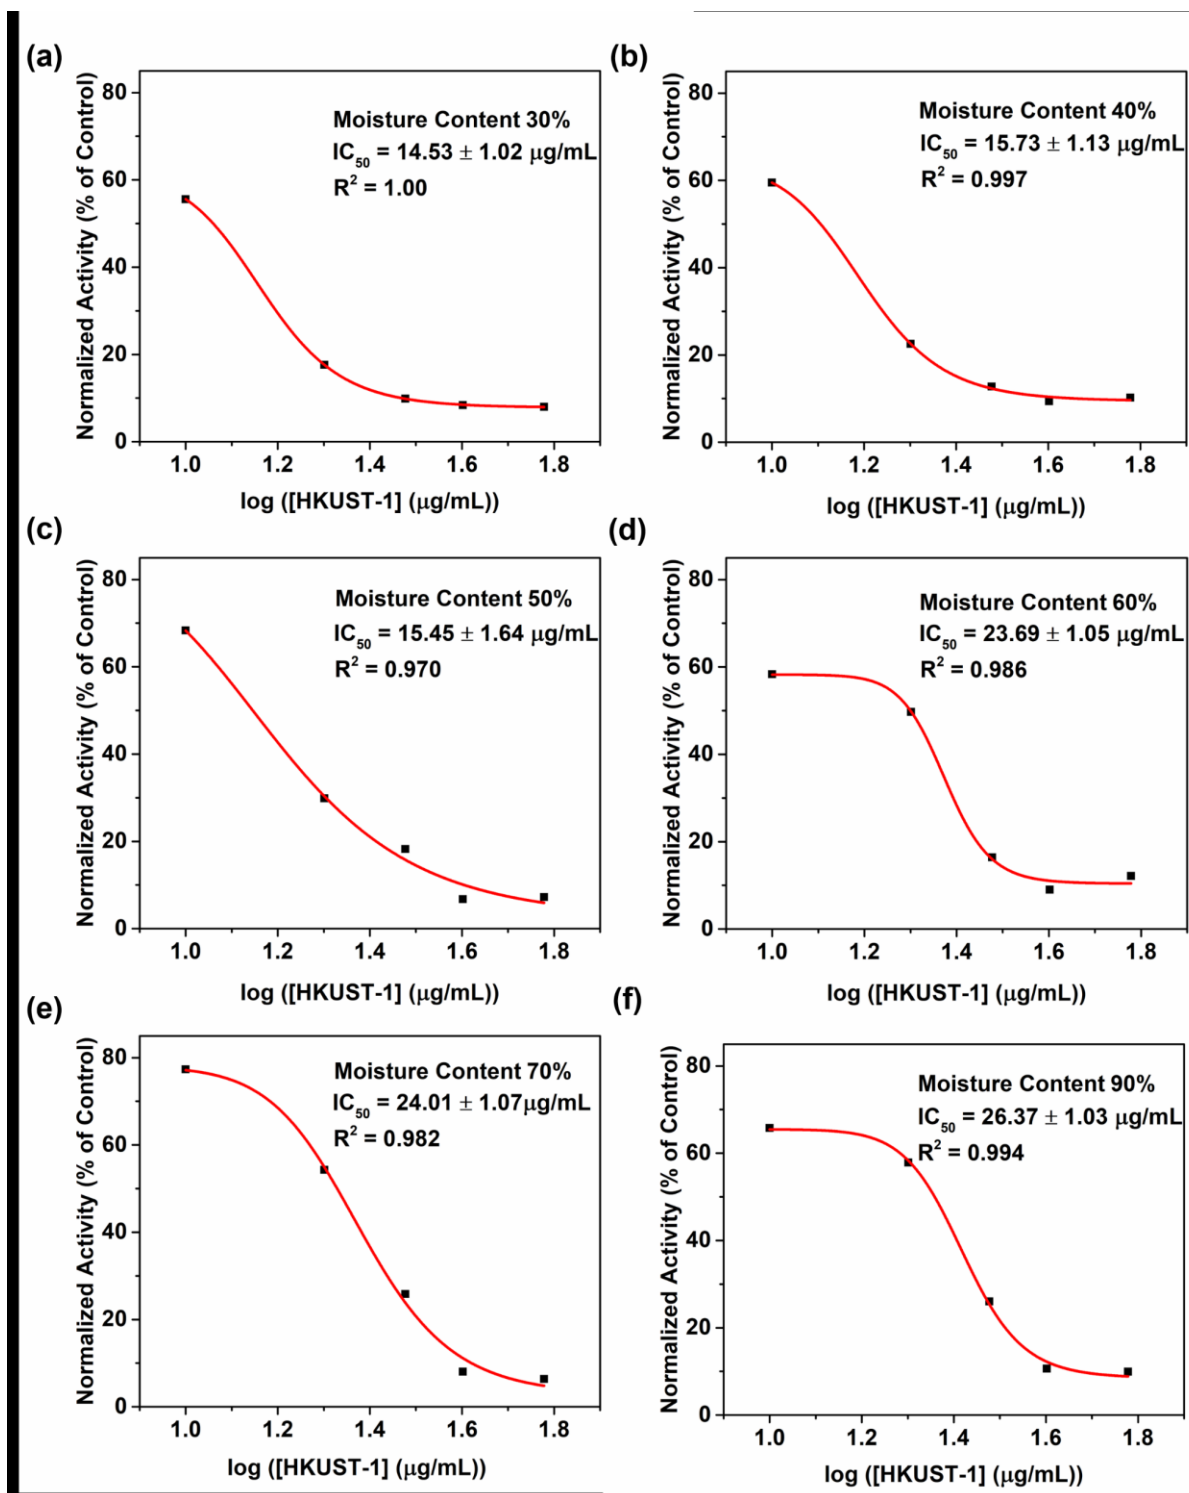 (a)
Normalized Activity (% of Control)
80
60
40
20
0
Moisture Content 30%
IC₅₀ = 14.53 ± 1.02 μg/mL
R² = 1.00
1.0 1.2 1.4 1.6 1.8
log ([HKUST-1] (μg/mL))
(b)
Normalized Activity (% of Control)
80
60
40
20
0
Moisture Content 40%
IC₅₀ = 15.73 ± 1.13 μg/mL
R² = 0.997
1.0 1.2 1.4 1.6 1.8
log ([HKUST-1] (μg/mL))
(c)
Normalized Activity (% of Control)
80
60
40
20
0
Moisture Content 50%
IC₅₀ = 15.45 ± 1.64 μg/mL
R² = 0.970
1.0 1.2 1.4 1.6 1.8
log ([HKUST-1] (μg/mL))
(d)
Normalized Activity (% of Control)
80
60
40
20
0
Moisture Content 60%
IC₅₀ = 23.69 ± 1.05 μg/mL
R² = 0.986
1.0 1.2 1.4 1.6 1.8
log ([HKUST-1] (μg/mL))
(e)
Normalized Activity (% of Control)
80
60
40
20
0
Moisture Content 70%
IC₅₀ = 24.01 ± 1.07μg/mL
R² = 0.982
1.0 1.2 1.4 1.6 1.8
log ([HKUST-1] (μg/mL))
(f)
Normalized Activity (% of Control)
80
60
40
20
0
Moisture Content 90%
IC₅₀ = 26.37 ± 1.03 μg/mL
R² = 0.994
1.0 1.2 1.4 1.6 1.8
log ([HKUST-1] (μg/mL))